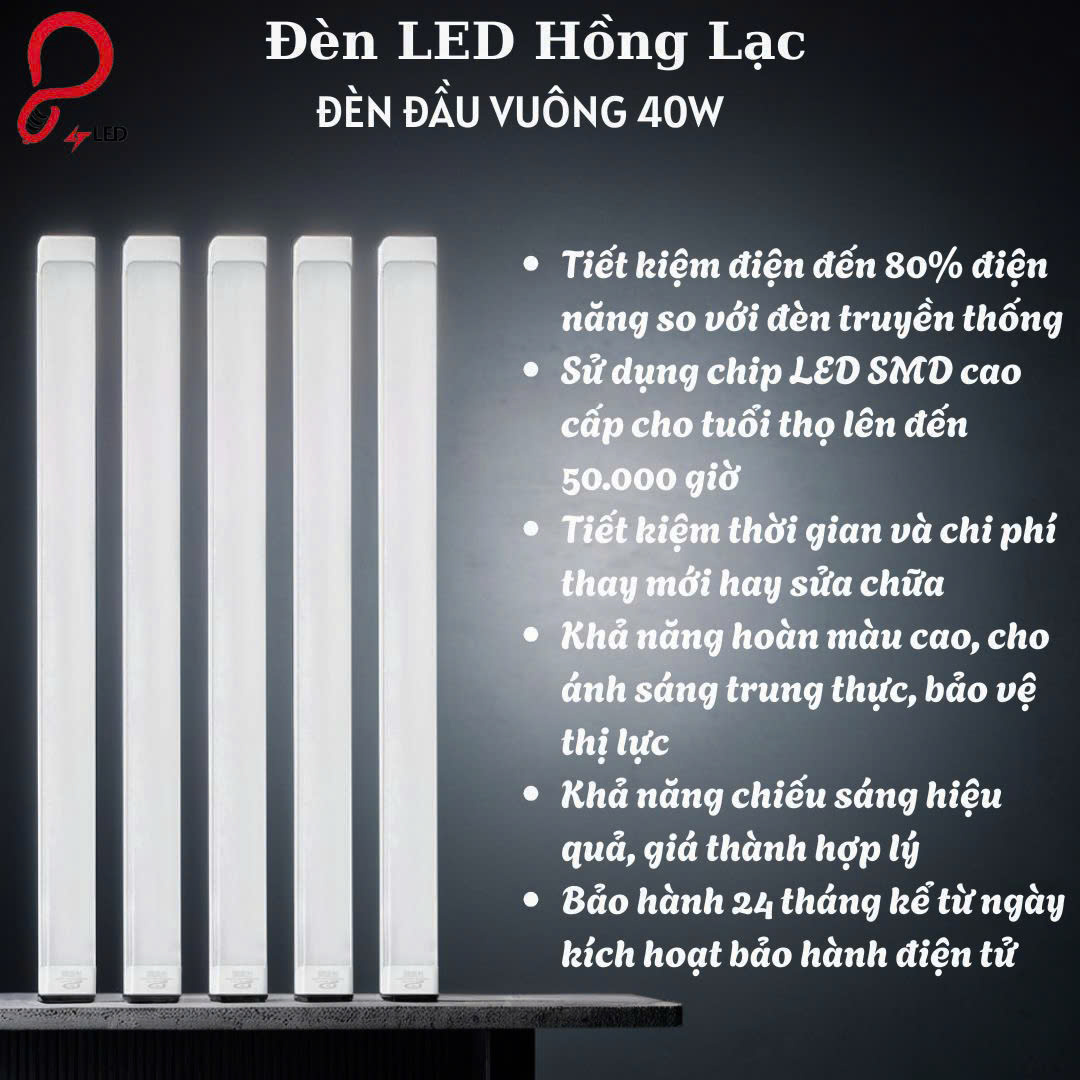 Đèn LED Hồng Lạc
ĐÈN ĐẦU VUÔNG 40W
LED
• Tiết kiệm điện đến 80% điện
năng so với đèn truyền thống
• Sử dụng chip LED SMD cao
cấp cho tuổi thọ lên đến
50.000 giờ
• Tiết kiệm thời gian và chi phí
thay mới hay sửa chữa
• Khả năng hoàn màu cao, cho
ánh sáng trung thực, bảo vệ
thị lực
• Khả năng chiếu sáng hiệu
quả, giá thành hợp lý
• Bảo hành 24 tháng kể từ ngày
kích hoạt bảo hành điện tử